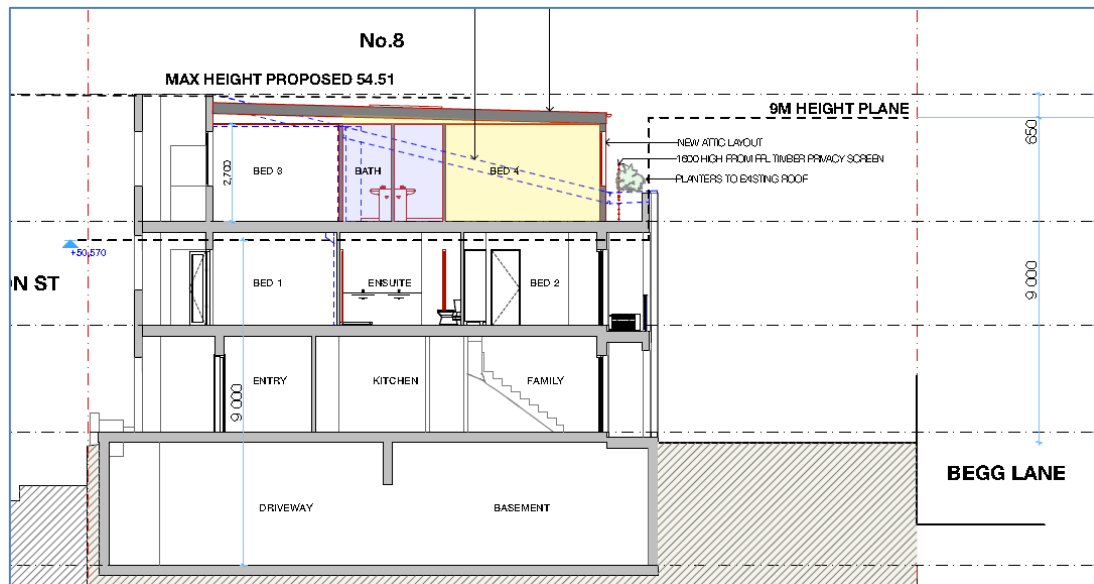 No.8
MAX HEIGHT PROPOSED 54.51
9M HEIGHT PLANE
650
NEW ATTIC LAYOUT
1600 HIGH FROM FFL TIMBER PRIVACY SCREEN
PLANTERS TO EXISTING ROOF
2,700
BED 3
BATH
BED 4
+50,570
N ST
BED 1
ENSUITE
BED 2
9 000
ENTRY
KITCHEN
FAMILY
9 000
BEGG LANE
DRIVEWAY
BASEMENT